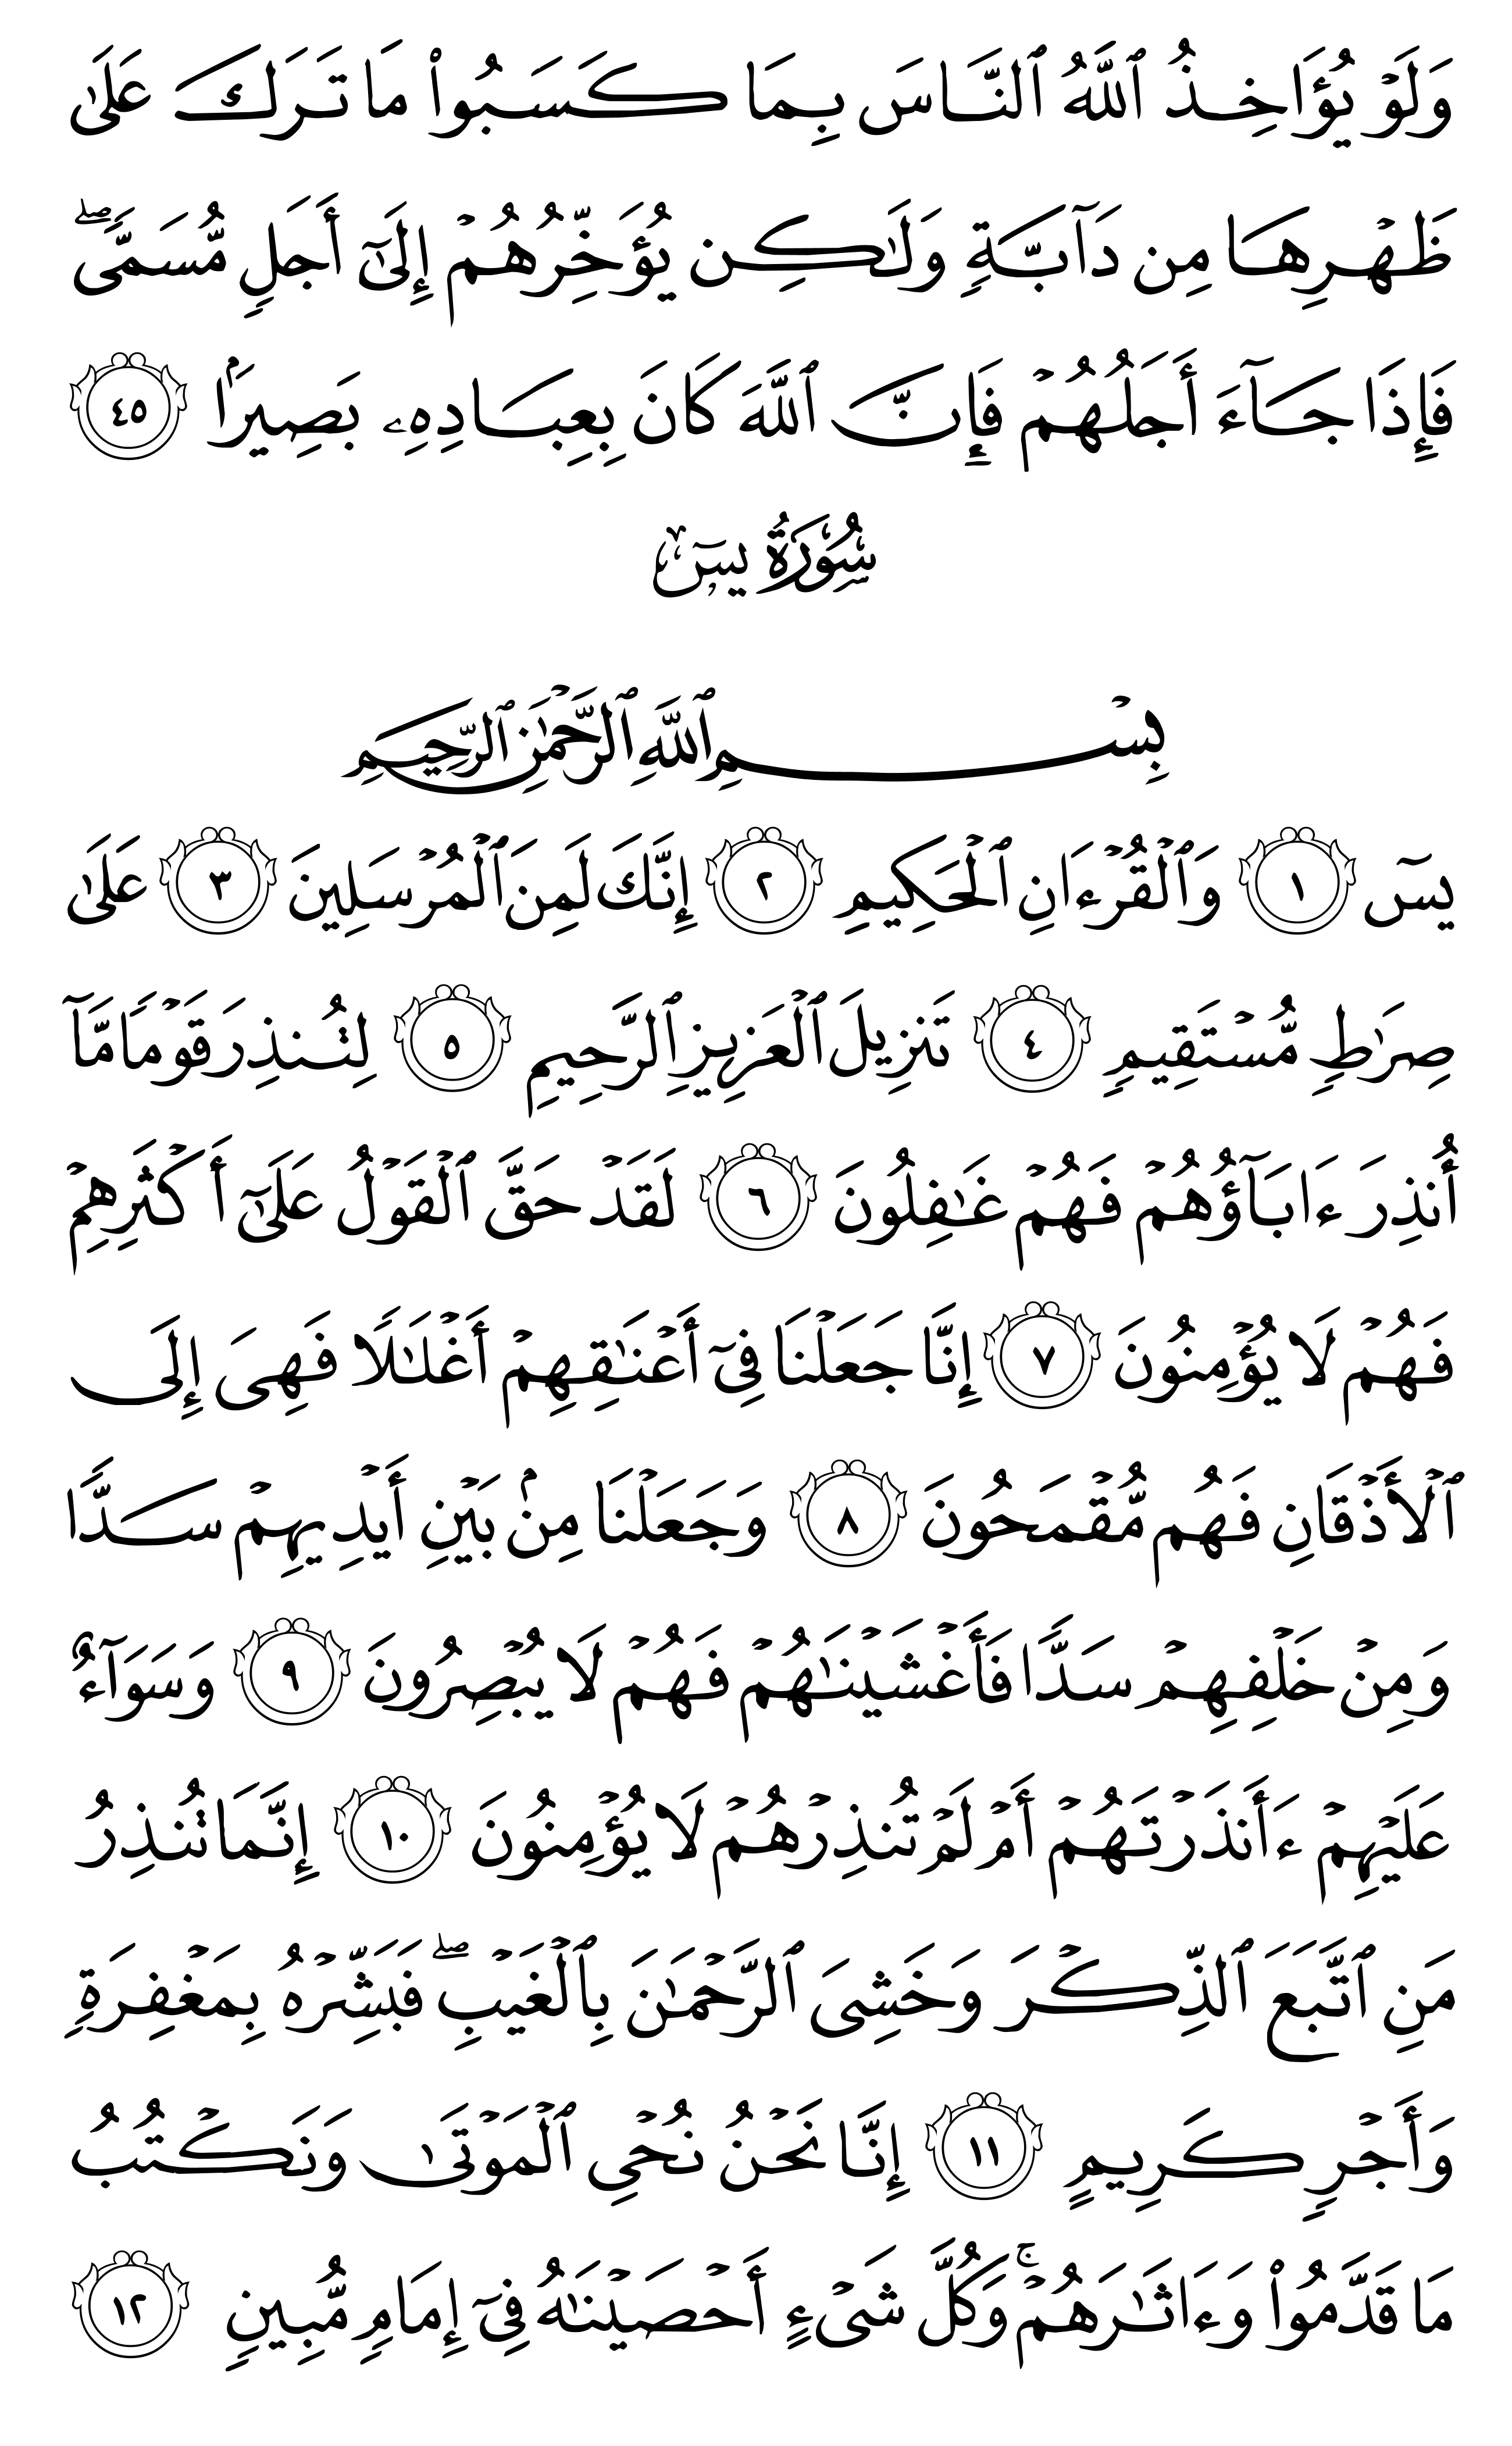 وَلَوۡ يُؤَاخِذُ ٱللَّهُ ٱلنَّاسَ بِمَا كَسَبُواْ مَا تَرَكَ عَلَىٰ
ظَهۡرِهَا مِن دَآبَّةٍ وَلَٰكِن يُؤَخِّرُهُمۡ إِلَىٰٓ أَجَلٍ مُّسَمًّىۖ
فَإِذَا جَآءَ أَجَلُهُمۡ فَإِنَّ ٱللَّهَ كَانَ بِعِبَادِهِۦ بَصِيرَۢا ٤٥
سُورَةُ يسٓ
بِسۡمِ ٱللَّهِ ٱلرَّحۡمَٰنِ ٱلرَّحِيمِ
يسٓ ١ وَٱلۡقُرۡءَانِ ٱلۡحَكِيمِ ٢ إِنَّكَ لَمِنَ ٱلۡمُرۡسَلِينَ ٣ عَلَىٰ
صِرَٰطٍ مُّسۡتَقِيمٍ ٤ تَنزِيلَ ٱلۡعَزِيزِ ٱلرَّحِيمِ ٥ لِتُنذِرَ قَوۡمًا مَّآ
أُنذِرَ ءَابَآؤُهُمۡ فَهُمۡ غَٰفِلُونَ ٦ لَقَدۡ حَقَّ ٱلۡقَوۡلُ عَلَىٰٓ أَكۡثَرِهِمۡ
فَهُمۡ لَا يُؤۡمِنُونَ ٧ إِنَّا جَعَلۡنَا فِيٓ أَعۡنَٰقِهِمۡ أَغۡلَٰلًا فَهِيَ إِلَى
ٱلۡأَذۡقَانِ فَهُم مُّقۡمَحُونَ ٨ وَجَعَلۡنَا مِنۢ بَيۡنِ أَيۡدِيهِمۡ سَدًّا
وَمِنۡ خَلۡفِهِمۡ سَدًّا فَأَغۡشَيۡنَٰهُمۡ فَهُمۡ لَا يُبۡصِرُونَ ٩ وَسَوَآءٌ
عَلَيۡهِمۡ ءَأَنذَرۡتَهُمۡ أَمۡ لَمۡ تُنذِرۡهُمۡ لَا يُؤۡمِنُونَ ١٠ إِنَّمَا تُنذِرُ
مَنِ ٱتَّبَعَ ٱلذِّكۡرَ وَخَشِيَ ٱلرَّحۡمَٰنَ بِٱلۡغَيۡبِۖ فَبَشِّرۡهُ بِمَغۡفِرَةٍ
وَأَجۡرٍ كَرِيمٍ ١١ إِنَّا نَحۡنُ نُحۡيِ ٱلۡمَوۡتَىٰ وَنَكۡتُبُ
مَا قَدَّمُواْ وَءَاثَٰرَهُمۡۚ وَكُلَّ شَيۡءٍ أَحۡصَيۡنَٰهُ فِيٓ إِمَامٍ مُّبِينٍ ١٢